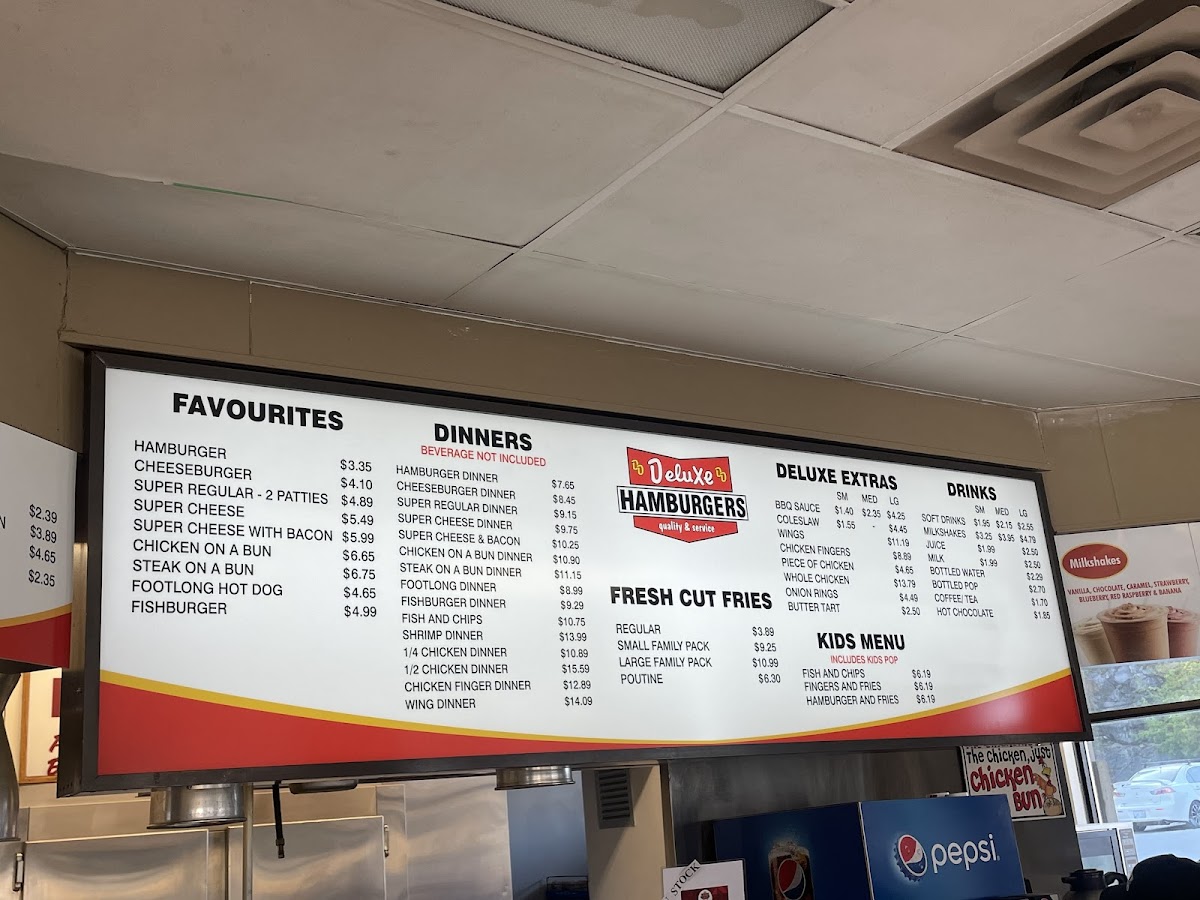 $2.39
N $3.89
$4.65
$2.35
FAVOURITES
HAMBURGER $3.35
CHEESEBURGER $4.10
SUPER REGULAR - 2 PATTIES $4.89
SUPER CHEESE $5.49
SUPER CHEESE WITH BACON $5.99
CHICKEN ON A BUN $6.65
STEAK ON A BUN $6.75
FOOTLONG HOT DOG $4.65
FISHBURGER $4.99
DINNERS
BEVERAGE NOT INCLUDED
HAMBURGER DINNER $7.65
CHEESEBURGER DINNER $8.45
SUPER REGULAR DINNER $9.15
SUPER CHEESE DINNER $9.75
SUPER CHEESE & BACON $10.25
CHICKEN ON A BUN DINNER $10.90
STEAK ON A BUN DINNER $11.15
FOOTLONG DINNER $8.99
FISHBURGER DINNER $9.29
FISH AND CHIPS $10.75
SHRIMP DINNER $13.99
1/4 CHICKEN DINNER $10.89
1/2 CHICKEN DINNER $15.59
CHICKEN FINGER DINNER $12.89
WING DINNER $14.09
DeluXe
HAMBURGERS
quality & service
FRESH CUT FRIES
REGULAR $3.89
SMALL FAMILY PACK $9.25
LARGE FAMILY PACK $10.99
POUTINE $6.30
DELUXE EXTRAS
SM MED LG
BBQ SAUCE $1.40 $2.35 $4.25
COLESLAW $1.55 - $4.45
WINGS $11.19
CHICKEN FINGERS $8.89
PIECE OF CHICKEN $4.65
WHOLE CHICKEN $13.79
ONION RINGS $4.49
BUTTER TART $2.50
KIDS MENU
INCLUDES KIDS POP
FISH AND CHIPS $6.19
FINGERS AND FRIES $6.19
HAMBURGER AND FRIES $6.19
DRINKS
SM MED LG
SOFT DRINKS $1.95 $2.15 $2.55
MILKSHAKES $3.25 $3.95 $4.79
JUICE $1.99 $2.50
MILK $1.99 $2.50
BOTTLED WATER $2.29
BOTTLED POP $2.70
COFFEE/ TEA $1.70
HOT CHOCOLATE $1.85
Milkshakes
VANILLA, CHOCOLATE, CARAMEL, STRAWBERRY,
BLUEBERRY, RED RASPBERRY & BANANA
The chicken, just
Chicken
BUN
pepsi
STOCK